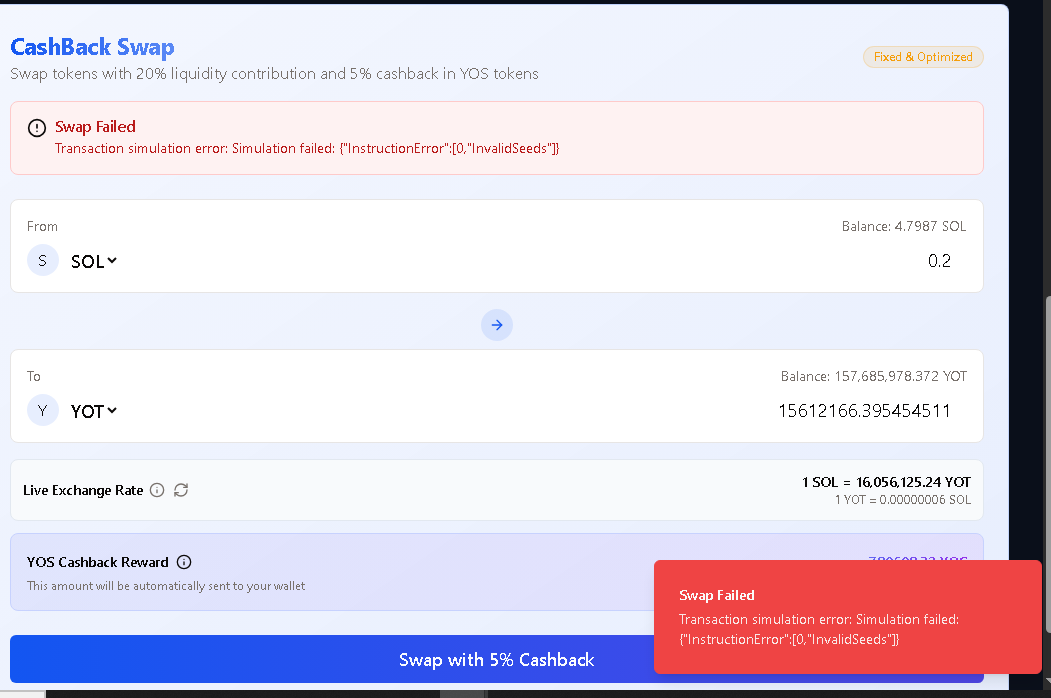 CashBack Swap
Swap tokens with 20% liquidity contribution and 5% cashback in YOS tokens
Fixed & Optimized
Swap Failed
Transaction simulation error: Simulation failed: {"InstructionError":[0,"InvalidSeeds"]}
From
Balance: 4.7987 SOL
S
SOL
0.2
To
Balance: 157,685,978.372 YOT
Y
YOT
15612166.395454511
Live Exchange Rate
1 SOL = 16,056,125.24 YOT
1 YOT = 0.00000006 SOL
YOS Cashback Reward
This amount will be automatically sent to your wallet
Swap with 5% Cashback
Swap Failed
Transaction simulation error: Simulation failed:
{"InstructionError":[0,"InvalidSeeds"]}